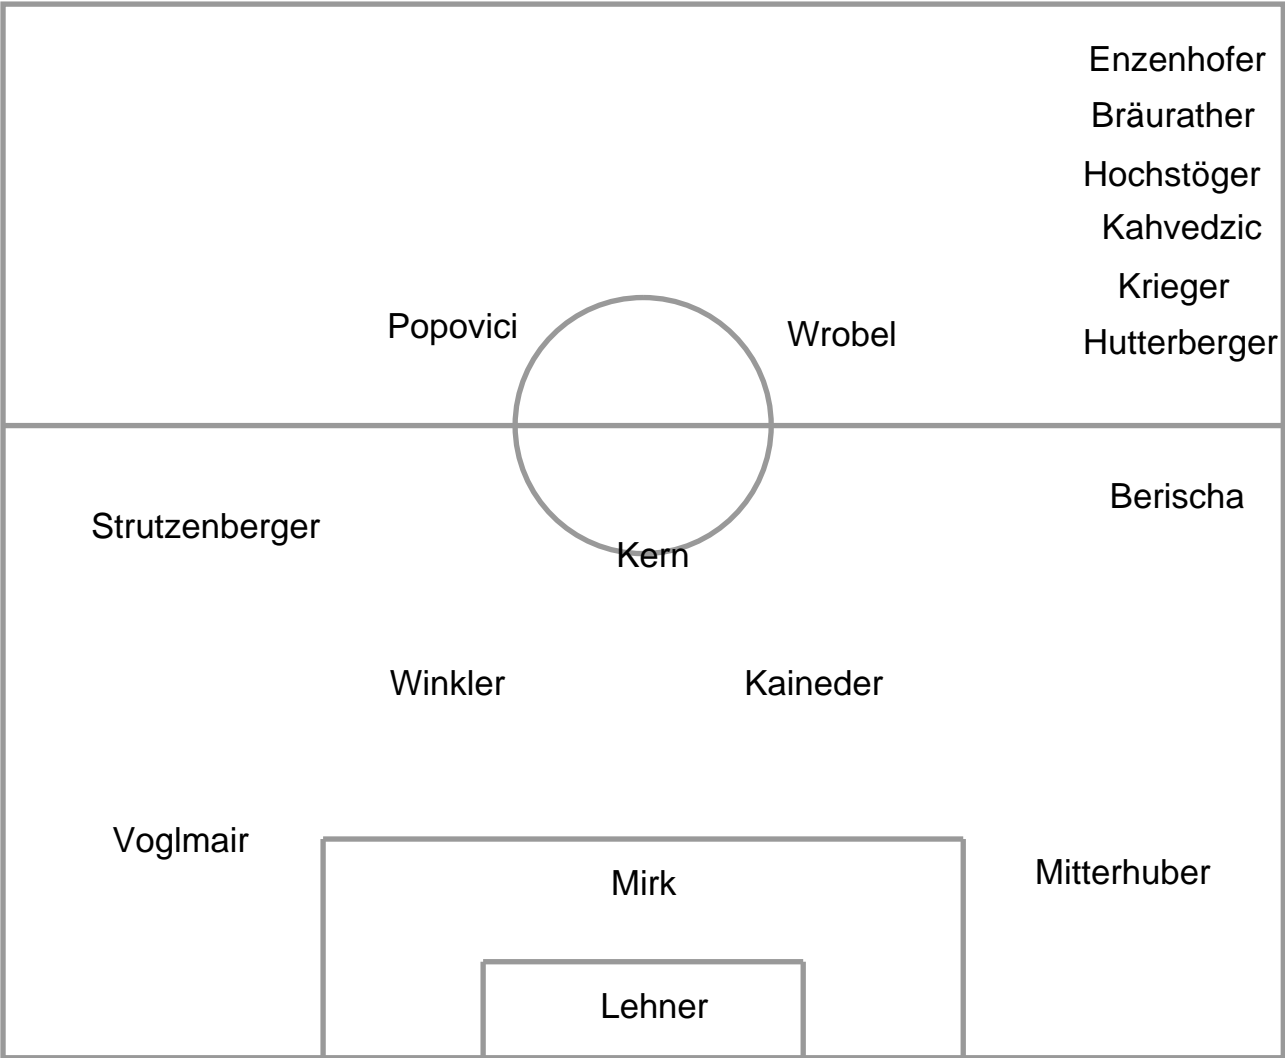 Enzenhofer
Bräurather
Hochstöger
Kahvedzic
Krieger
Popovici
Wrobel
Hutterberger
Berischa
Strutzenberger
Kern
Winkler
Kaineder
Voglmair
Mitterhuber
Mirk
Lehner